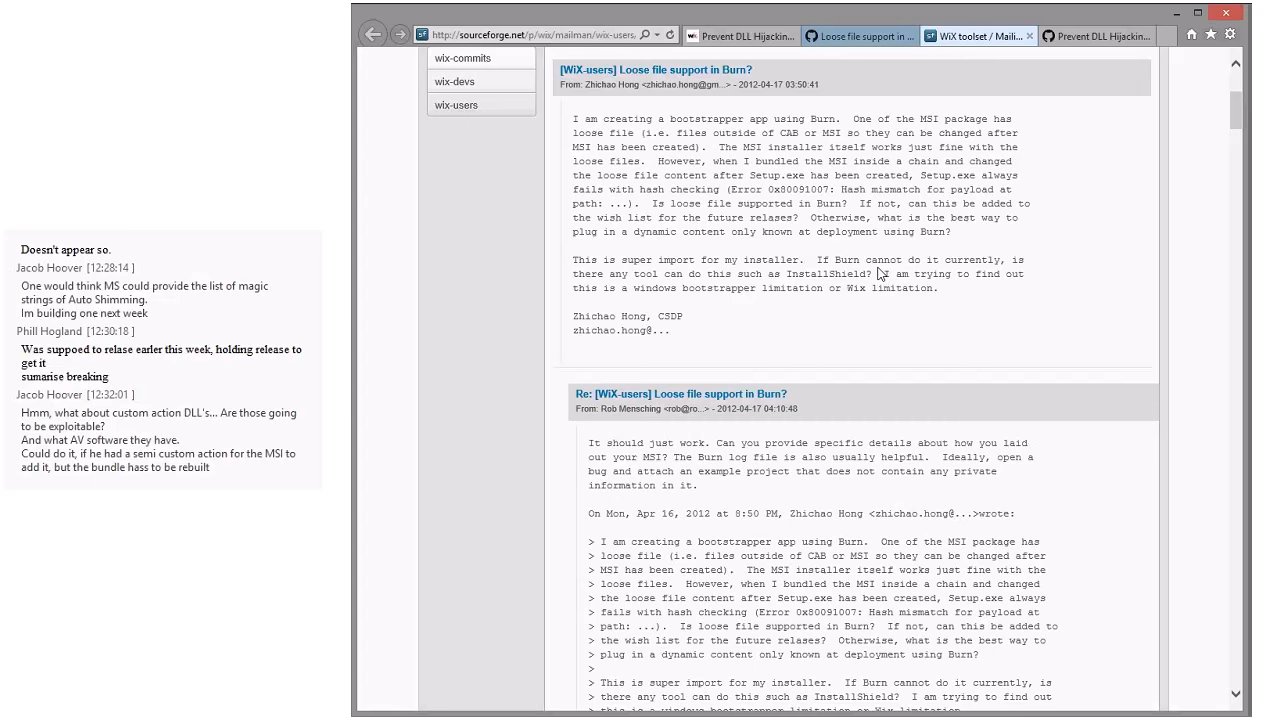 Doesn't appear so.
Jacob Hoover [12:28:14 ]
One would think MS could provide the list of magic
strings of Auto Shimming.
Im building one next week
Phill Hogland [12:30:18 ]
Was suppoed to relase earler this week, holding release to
get it
sumarise breaking
Jacob Hoover [12:32:01 ]
Hmm, what about custom action DLL's... Are those going
to be exploitable?
And what AV software they have.
Could do it, if he had a semi custom action for the MSI to
add it, but the bundle hass to be rebuilt
http://sourceforge.net/p/wix/mailman/wix-users,
Prevent DLL Hijackin...
Loose file support in ...
WiX toolset / Maili...
Prevent DLL Hijackin...
wix-commits
wix-devs
wix-users
[WiX-users] Loose file support in Burn?
From: Zhichao Hong <zhichao.hong@gm...> - 2012-04-17 03:50:41
I am creating a bootstrapper app using Burn. One of the MSI package has
loose file (i.e. files outside of CAB or MSI so they can be changed after
MSI has been created). The MSI installer itself works just fine with the
loose files. However, when I bundled the MSI inside a chain and changed
the loose file content after Setup.exe has been created, Setup.exe always
fails with hash checking (Error 0x80091007: Hash mismatch for payload at
path: ...). Is loose file supported in Burn? If not, can this be added to
the wish list for the future relases? Otherwise, what is the best way to
plug in a dynamic content only known at deployment using Burn?
This is super import for my installer. If Burn cannot do it currently, is
there any tool can do this such as InstallShield? I am trying to find out
this is a windows bootstrapper limitation or Wix limitation.
Zhichao Hong, CSDP
zhichao.hong@...
Re: [WiX-users] Loose file support in Burn?
From: Rob Mensching <rob@ro...> - 2012-04-17 04:10:48
It should just work. Can you provide specific details about how you laid
out your MSI? The Burn log file is also usually helpful. Ideally, open a
bug and attach an example project that does not contain any private
information in it.
On Mon, Apr 16, 2012 at 8:50 PM, Zhichao Hong <zhichao.hong@...>wrote:
> I am creating a bootstrapper app using Burn. One of the MSI package has
> loose file (i.e. files outside of CAB or MSI so they can be changed after
> MSI has been created). The MSI installer itself works just fine with the
> loose files. However, when I bundled the MSI inside a chain and changed
> the loose file content after Setup.exe has been created, Setup.exe always
> fails with hash checking (Error 0x80091007: Hash mismatch for payload at
> path: ...). Is loose file supported in Burn? If not, can this be added to
> the wish list for the future relases? Otherwise, what is the best way to
> plug in a dynamic content only known at deployment using Burn?
>
> This is super import for my installer. If Burn cannot do it currently, is
> there any tool can do this such as InstallShield? I am trying to find out
> this is a windows bootstrapper limitation or Wix limitation.